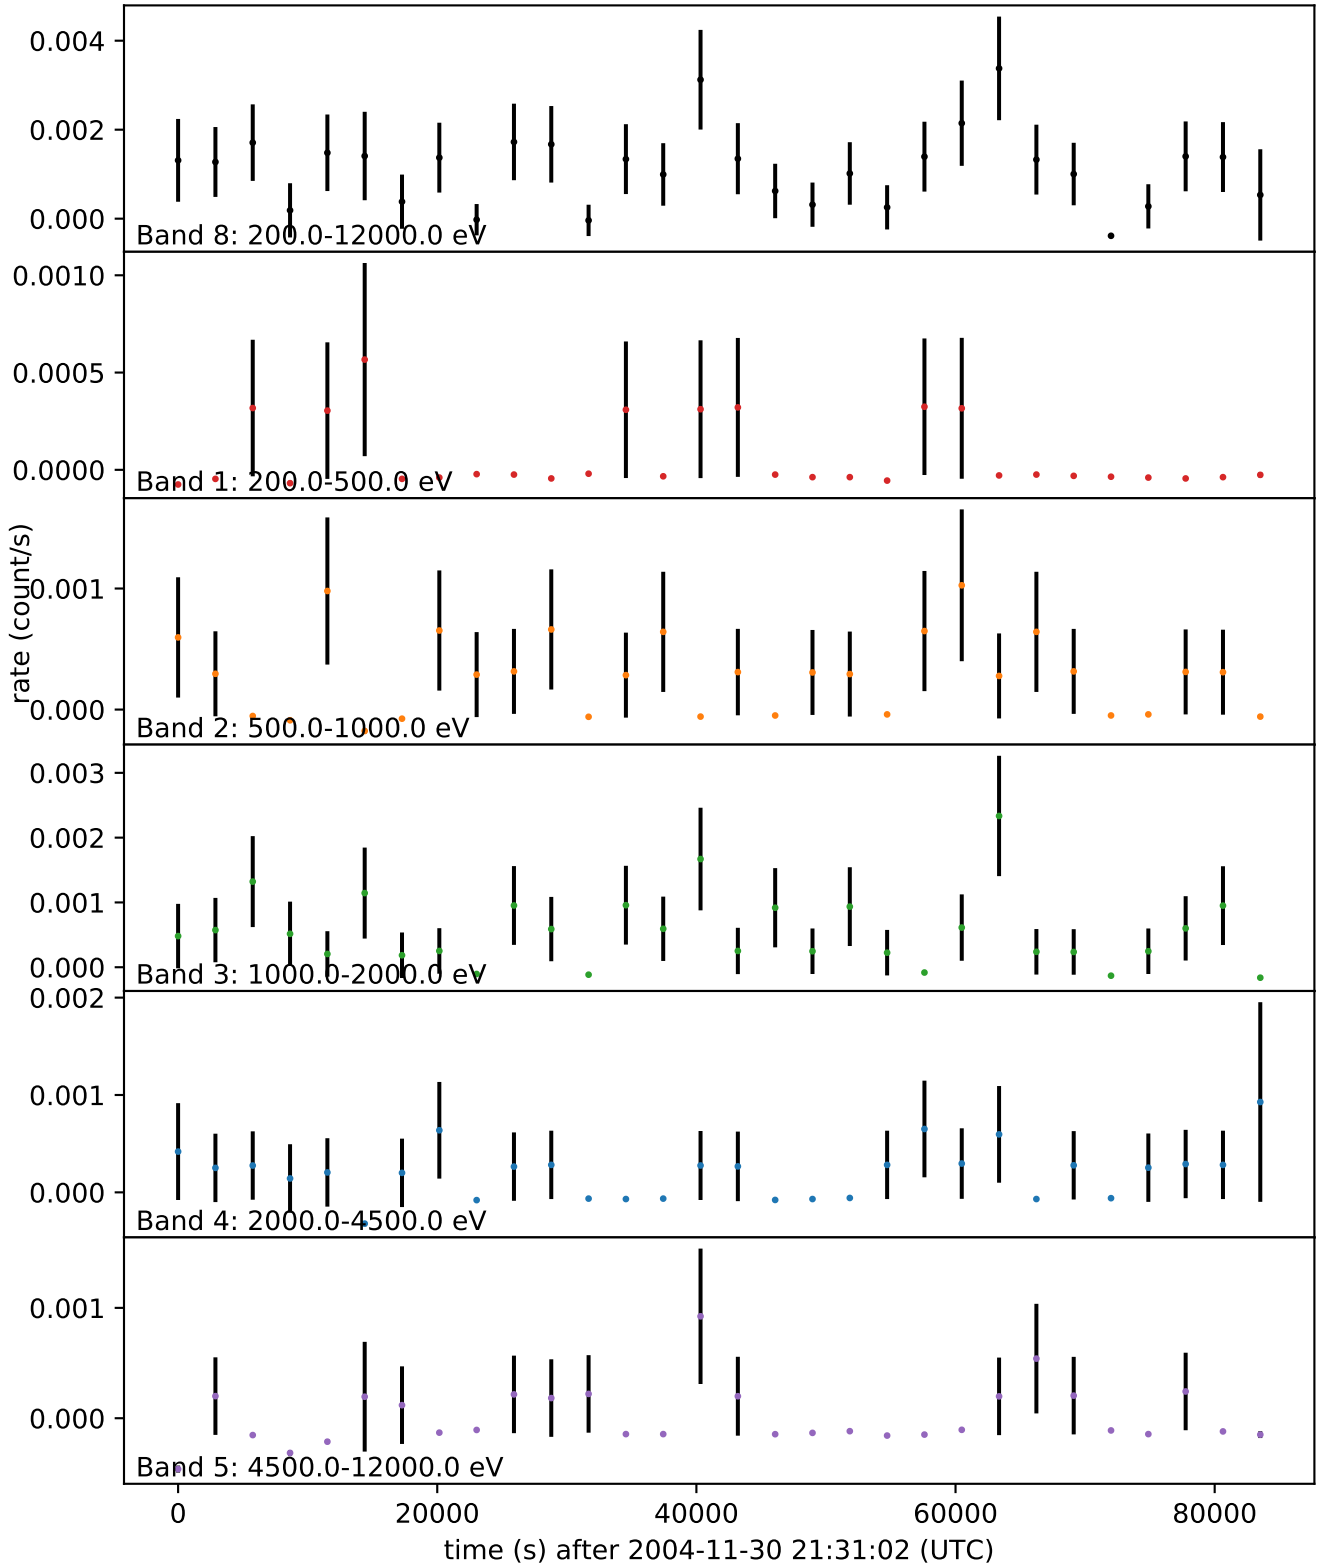 0.004
0.002
0.000
Band 8: 200.0-12000.0 eV
0.0010
0.0005
0.0000
Band 1: 200.0-500.0 eV
rate (count/s)
0.001
0.000
Band 2: 500.0-1000.0 eV
0.003
0.002
0.001
0.000
Band 3: 1000.0-2000.0 eV
0.002
0.001
0.000
Band 4: 2000.0-4500.0 eV
0.001
0.000
Band 5: 4500.0-12000.0 eV
0 20000 40000 60000 80000
time (s) after 2004-11-30 21:31:02 (UTC)